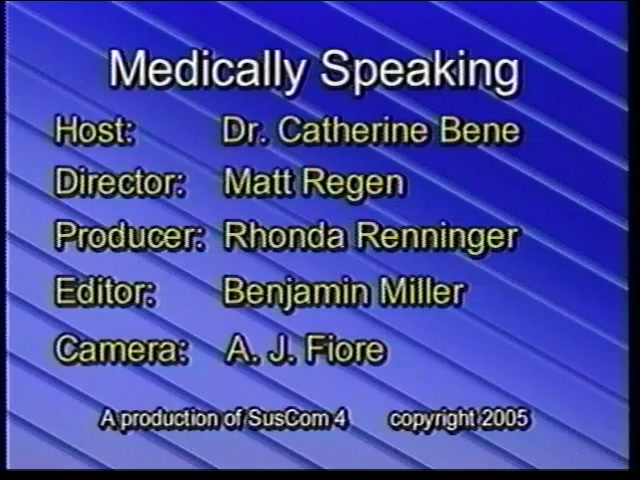 Medically Speaking
Host: Dr. Catherine Bene
Director: Matt Regen
Producer: Rhonda Renninger
Editor: Benjamin Miller
Camera: A. J. Fiore
A production of SusCom 4 copyright 2005